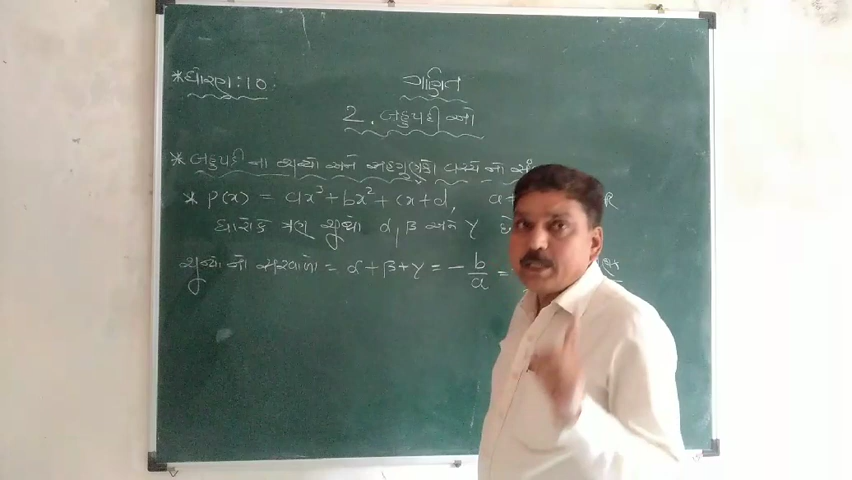 * ધોરણ : 10
ગણિત
2. બહુપદીઓ
* બહુપદી ના શૂન્યો અને સહગુણકો વચ્ચે નો સં
* P(x) = ax³ + bx² + cx + d, a ≠ R
ધારોકે ત્રણ શૂન્યો α, β અને γ
શૂન્યો નો સરવાળો = α + β + γ = - b/a =